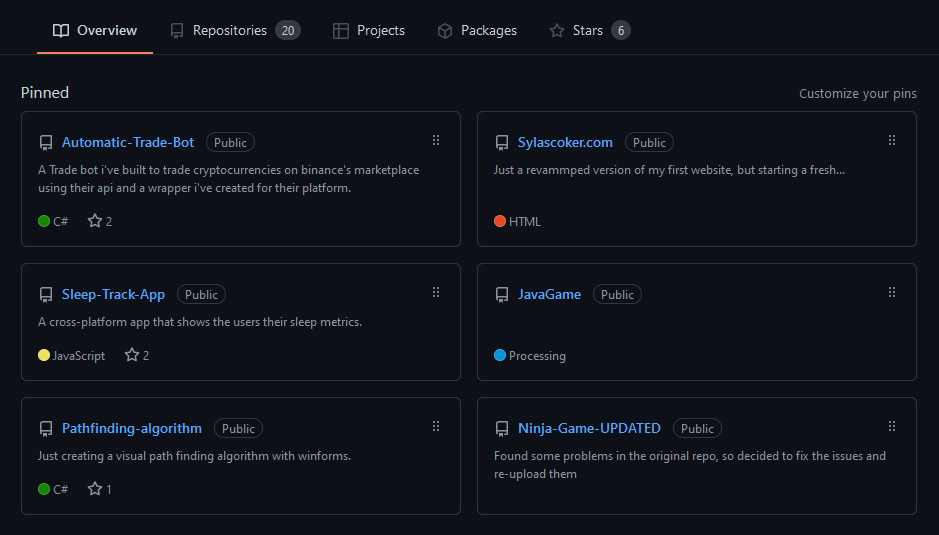 Overview Repositories 20 Projects Packages Stars 6
Pinned
Customize your pins
Automatic-Trade-Bot Public
A Trade bot i've built to trade cryptocurrencies on binance's marketplace
using their api and a wrapper i've created for their platform.
C# 2
Sylascoker.com Public
Just a revammped version of my first website, but starting a fresh...
HTML
Sleep-Track-App Public
A cross-platform app that shows the users their sleep metrics.
JavaScript 2
JavaGame Public
Processing
Pathfinding-algorithm Public
Just creating a visual path finding algorithm with winforms.
C# 1
Ninja-Game-UPDATED Public
Found some problems in the original repo, so decided to fix the issues and
re-upload them